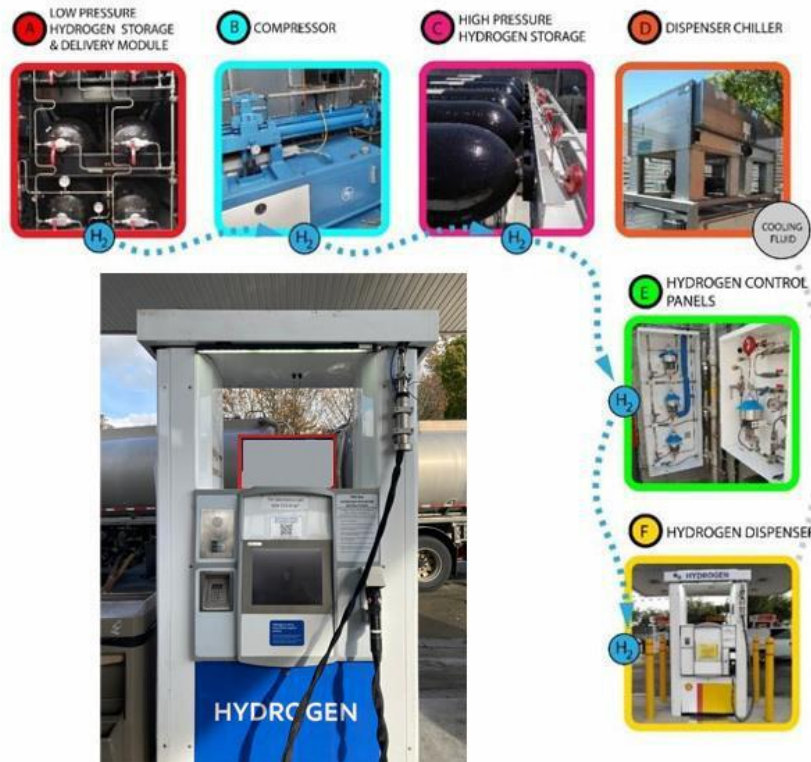 A
LOW PRESSURE
HYDROGEN STORAGE
& DELIVERY MODULE
B
COMPRESSOR
C
HIGH PRESSURE
HYDROGEN STORAGE
D
DISPENSER CHILLER
H2
H2
H2
COOLING
FLUID
E
HYDROGEN CONTROL
PANELS
H2
F
HYDROGEN DISPENSER
HYDROGEN
H2
HYDROGEN